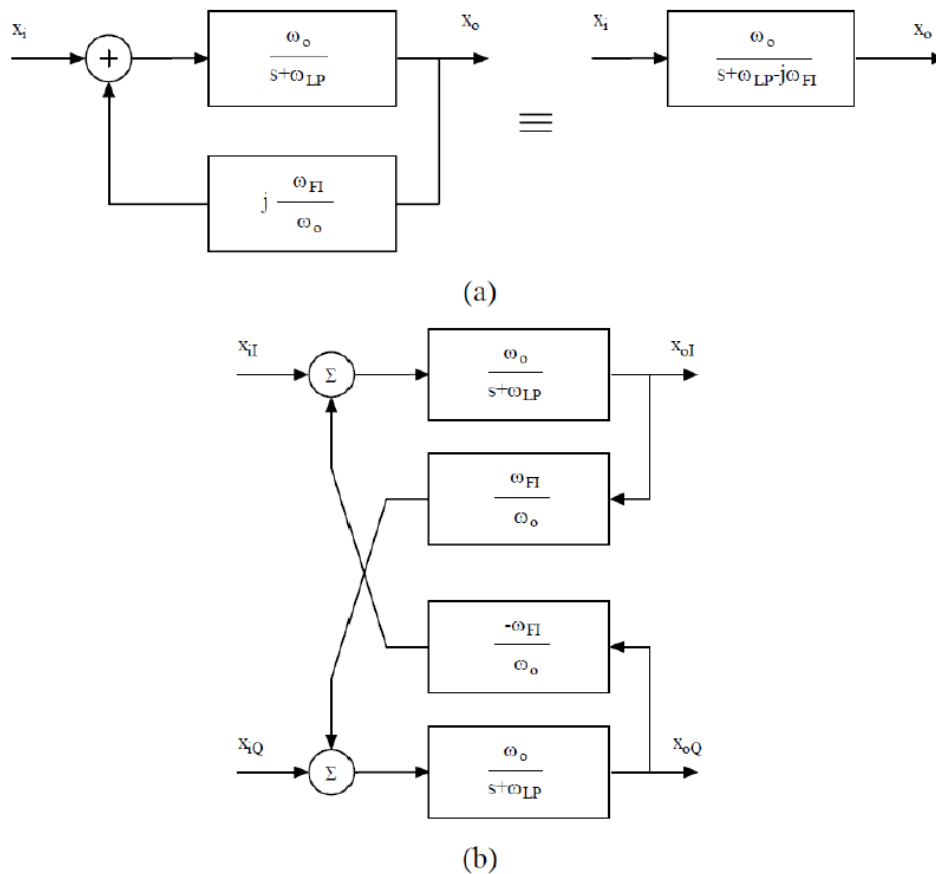 xi
+
ωo
s+ωLP
xo
j ωFI
ωo
≡
xi
ωo
s+ωLP-jωFI
xo
(a)
xiI
Σ
ωo
s+ωLP
xoI
ωFI
ωo
-ωFI
ωo
xiQ
Σ
ωo
s+ωLP
xoQ
(b)